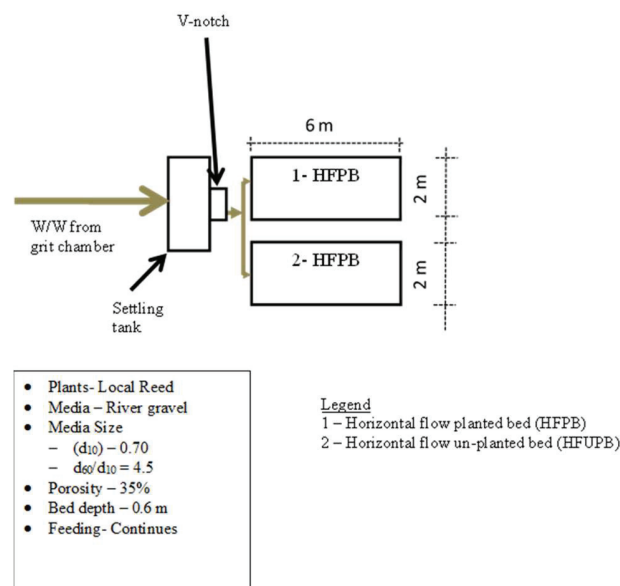 V-notch
6 m
1- HFPB
2 m
W/W from
grit chamber
2- HFPB
2 m
Settling
tank
• Plants- Local Reed
• Media – River gravel
• Media Size
– (d10) – 0.70
– d60/d10 = 4.5
• Porosity – 35%
• Bed depth – 0.6 m
• Feeding- Continues
Legend
1 – Horizontal flow planted bed (HFPB)
2 – Horizontal flow un-planted bed (HFUPB)